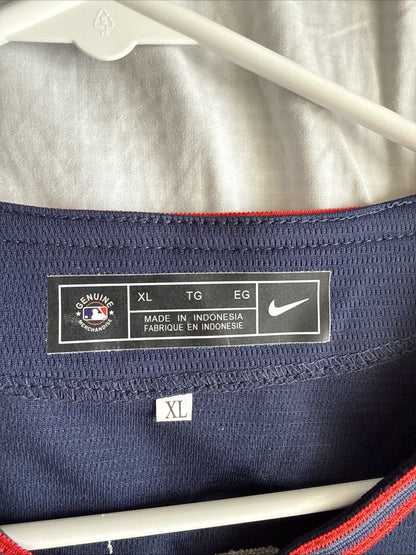 GENUINE
MERCHANDISE
XL TG EG
MADE IN INDONESIA
FABRIQUE EN INDONESIE
XL